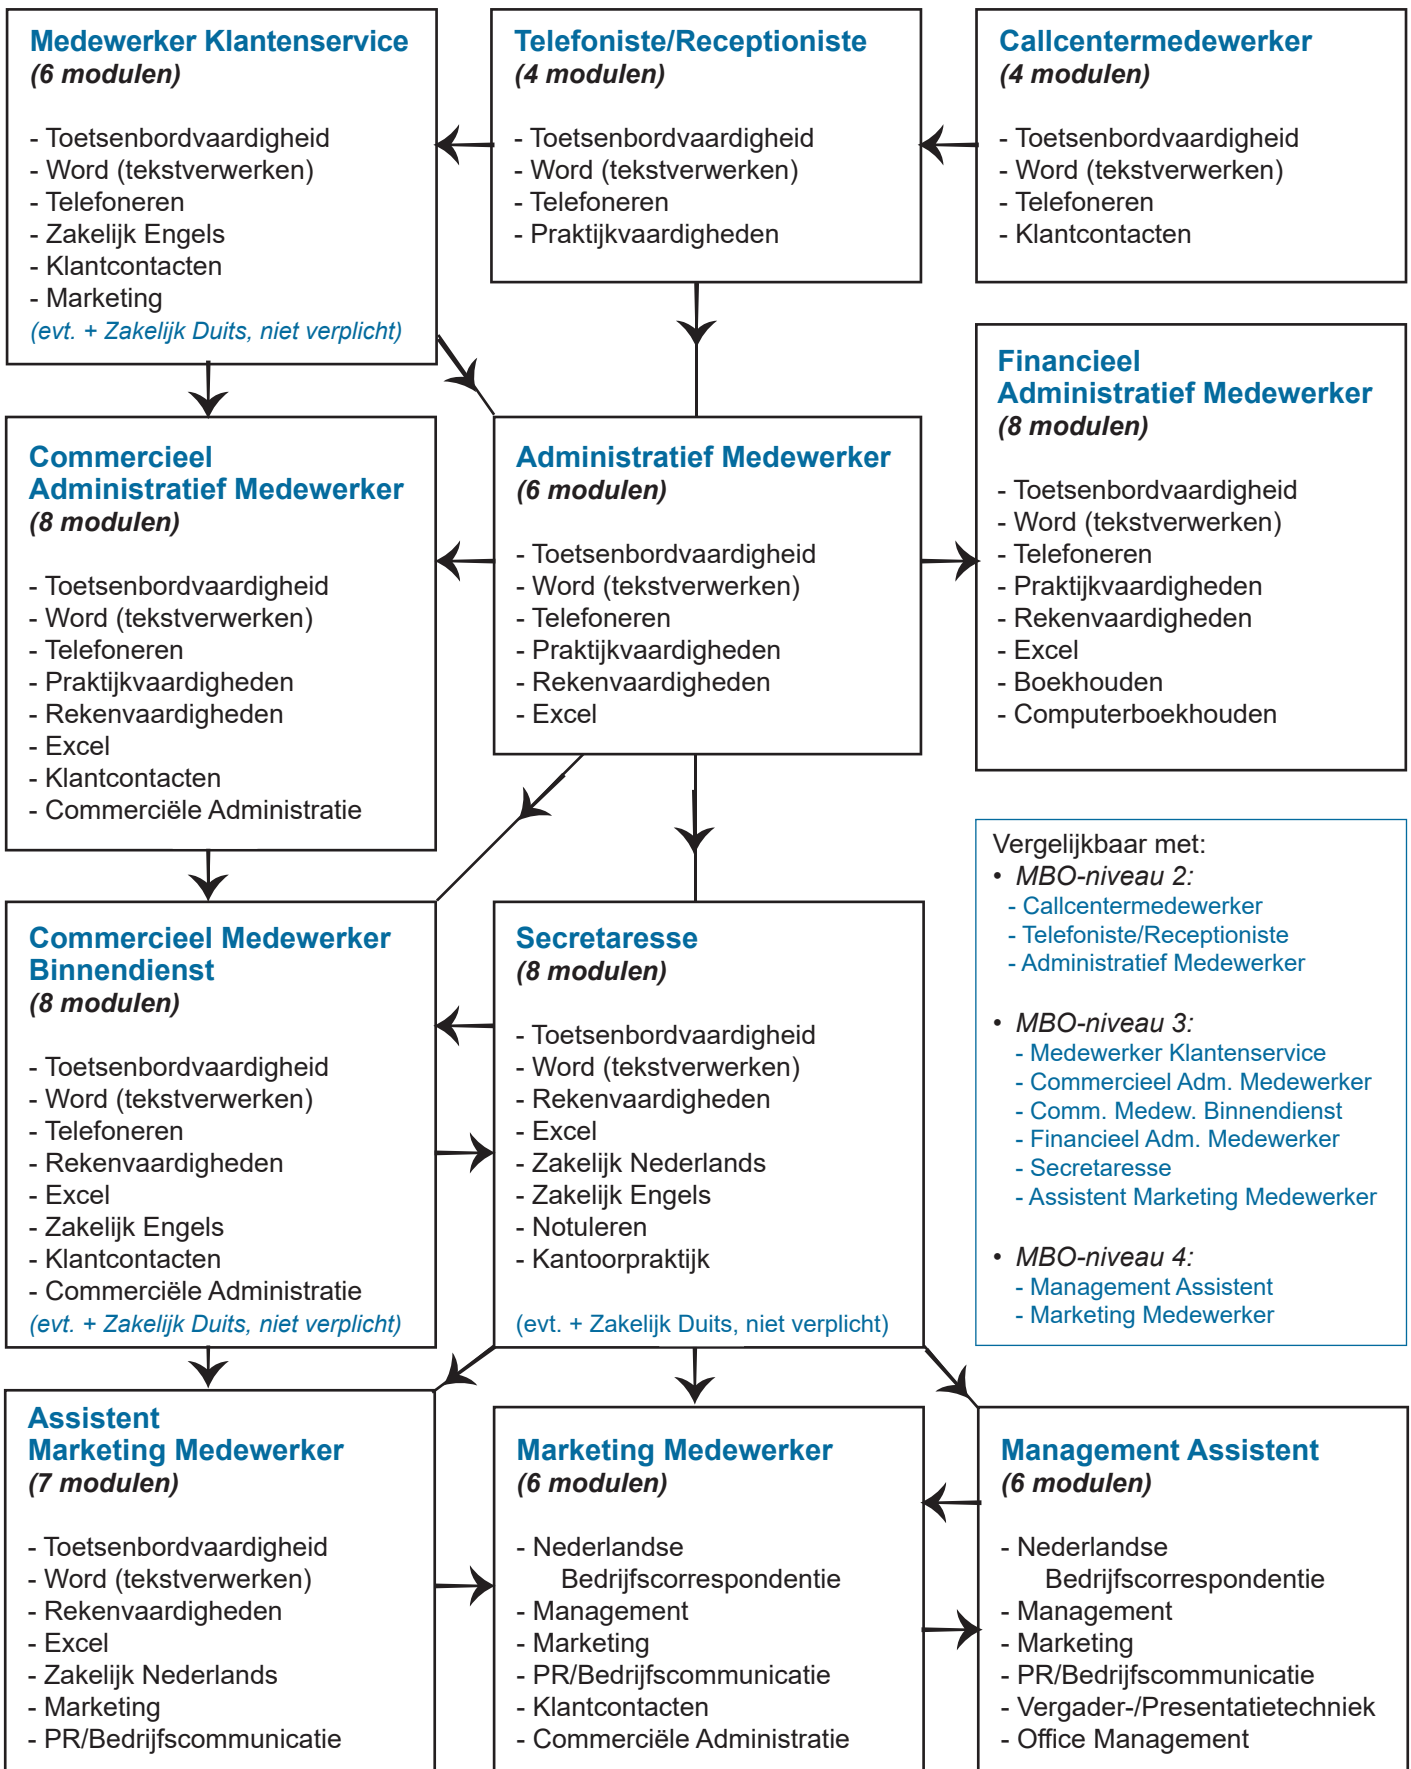 Medewerker Klantenservice
(6 modulen)
- Toetsenbordvaardigheid
- Word (tekstverwerken)
- Telefoneren
- Zakelijk Engels
- Klantcontacten
- Marketing
(evt. + Zakelijk Duits, niet verplicht)
Telefoniste/Receptioniste
(4 modulen)
- Toetsenbordvaardigheid
- Word (tekstverwerken)
- Telefoneren
- Praktijkvaardigheden
Callcentermedewerker
(4 modulen)
- Toetsenbordvaardigheid
- Word (tekstverwerken)
- Telefoneren
- Klantcontacten
Commercieel
Administratief Medewerker
(8 modulen)
- Toetsenbordvaardigheid
- Word (tekstverwerken)
- Telefoneren
- Praktijkvaardigheden
- Rekenvaardigheden
- Excel
- Klantcontacten
- Commerciële Administratie
Administratief Medewerker
(6 modulen)
- Toetsenbordvaardigheid
- Word (tekstverwerken)
- Telefoneren
- Praktijkvaardigheden
- Rekenvaardigheden
- Excel
Financieel
Administratief Medewerker
(8 modulen)
- Toetsenbordvaardigheid
- Word (tekstverwerken)
- Telefoneren
- Praktijkvaardigheden
- Rekenvaardigheden
- Excel
- Boekhouden
- Computerboekhouden
Commercieel Medewerker
Binnendienst
(8 modulen)
- Toetsenbordvaardigheid
- Word (tekstverwerken)
- Telefoneren
- Rekenvaardigheden
- Excel
- Zakelijk Engels
- Klantcontacten
- Commerciële Administratie
(evt. + Zakelijk Duits, niet verplicht)
Secretaresse
(8 modulen)
- Toetsenbordvaardigheid
- Word (tekstverwerken)
- Rekenvaardigheden
- Excel
- Zakelijk Nederlands
- Zakelijk Engels
- Notuleren
- Kantoorpraktijk
(evt. + Zakelijk Duits, niet verplicht)
Vergelijkbaar met:
• MBO-niveau 2:
- Callcentermedewerker
- Telefoniste/Receptioniste
- Administratief Medewerker
• MBO-niveau 3:
- Medewerker Klantenservice
- Commercieel Adm. Medewerker
- Comm. Medew. Binnendienst
- Financieel Adm. Medewerker
- Secretaresse
- Assistent Marketing Medewerker
• MBO-niveau 4:
- Management Assistent
- Marketing Medewerker
Assistent
Marketing Medewerker
(7 modulen)
- Toetsenbordvaardigheid
- Word (tekstverwerken)
- Rekenvaardigheden
- Excel
- Zakelijk Nederlands
- Marketing
- PR/Bedrijfscommunicatie
Marketing Medewerker
(6 modulen)
- Nederlandse
Bedrijfscorrespondentie
- Management
- Marketing
- PR/Bedrijfscommunicatie
- Klantcontacten
- Commerciële Administratie
Management Assistent
(6 modulen)
- Nederlandse
Bedrijfscorrespondentie
- Management
- Marketing
- PR/Bedrijfscommunicatie
- Vergader-/Presentatietechniek
- Office Management